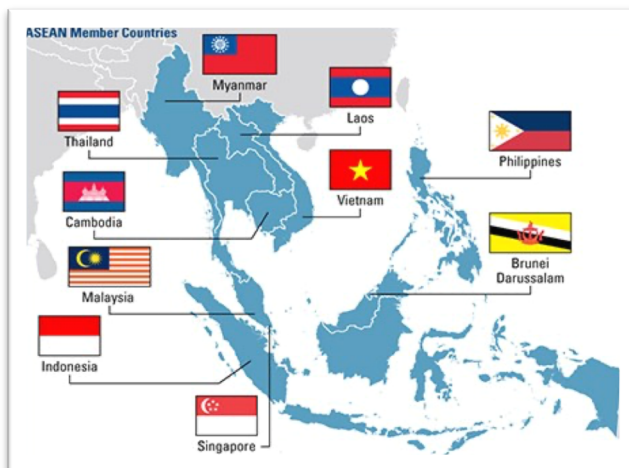 ASEAN Member Countries
Myanmar
Laos
Thailand
Philippines
Vietnam
Cambodia
Brunei
Darussalam
Malaysia
Indonesia
Singapore